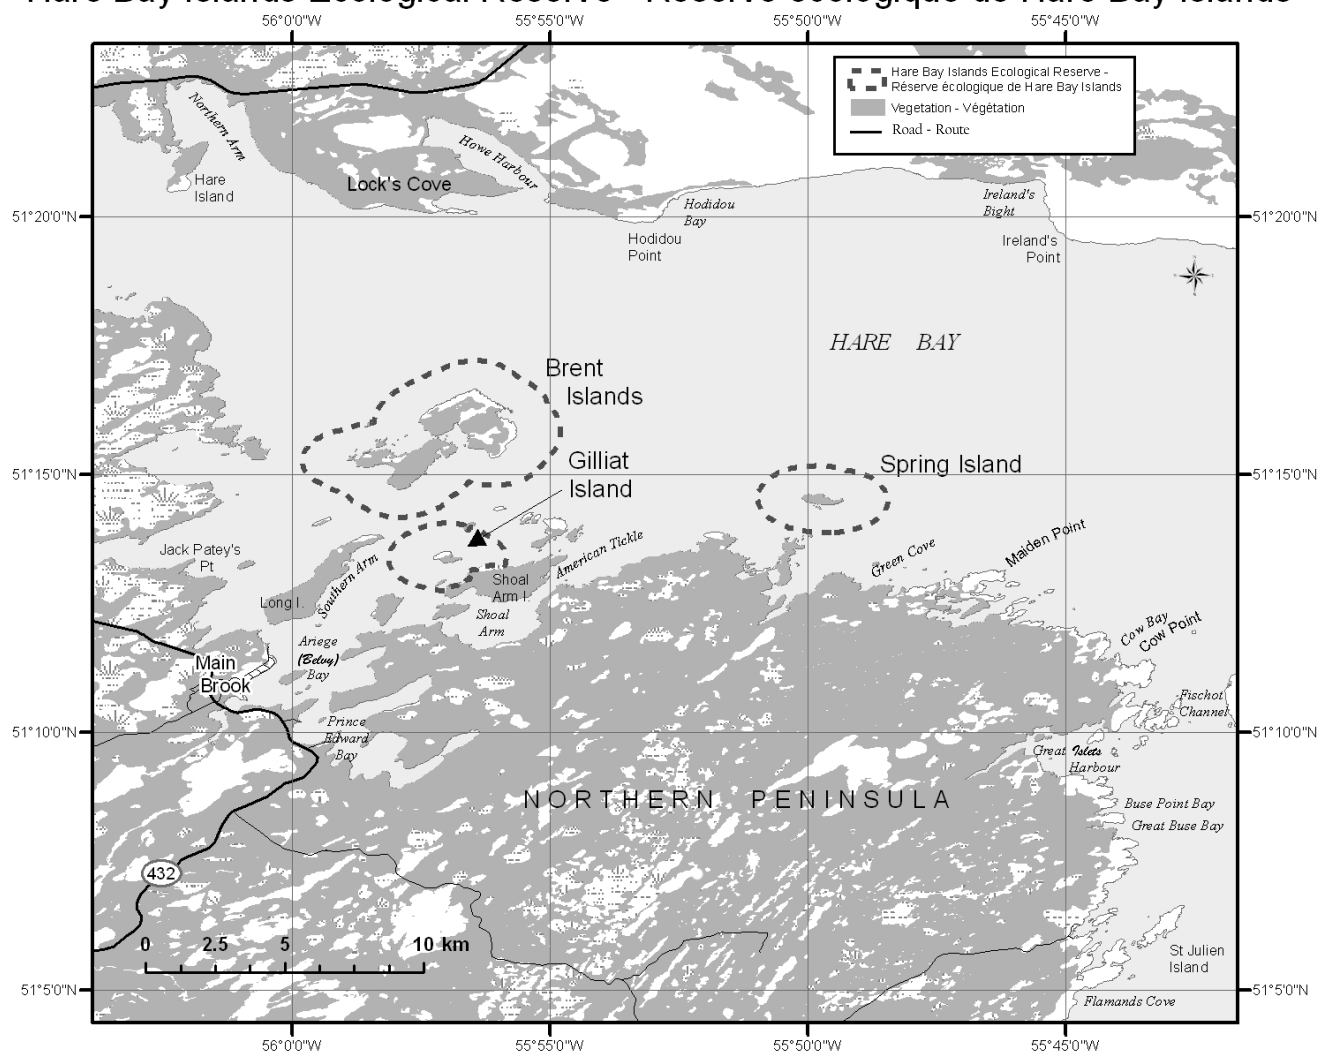 Hare Bay Islands Ecological Reserve - Réserve écologique de Hare Bay Islands
56°0'0"W
55°55'0"W
55°50'0"W
55°45'0"W
Hare Bay Islands Ecological Reserve -
Réserve écologique de Hare Bay Islands
Vegetation - Végétation
Road - Route
Northern Arm
Howe Harbour
Lock's Cove
Hare
Island
Hodidou
Bay
Ireland's
Bight
51°20'0"N
51°20'0"N
Hodidou
Point
Ireland's
Point
HARE BAY
Brent
Islands
Gilliat
Island
Spring Island
51°15'0"N
51°15'0"N
Jack Patey's
Pt
Southern Arm
American Tickle
Green Cove
Maiden Point
Long I.
Shoal
Arm I.
Shoal
Arm
Cow Bay
Cow Point
Ariege
(Belvy)
Bay
Main
Brook
Fischot
Channel
Prince
Edward
Bay
51°10'0"N
51°10'0"N
Great Islets
Harbour
NORTHERN PENINSULA
Buse Point Bay
Great Buse Bay
432
0 2.5 5 10 km
St Julien
Island
51°5'0"N
51°5'0"N
Flamands Cove
56°0'0"W
55°55'0"W
55°50'0"W
55°45'0"W